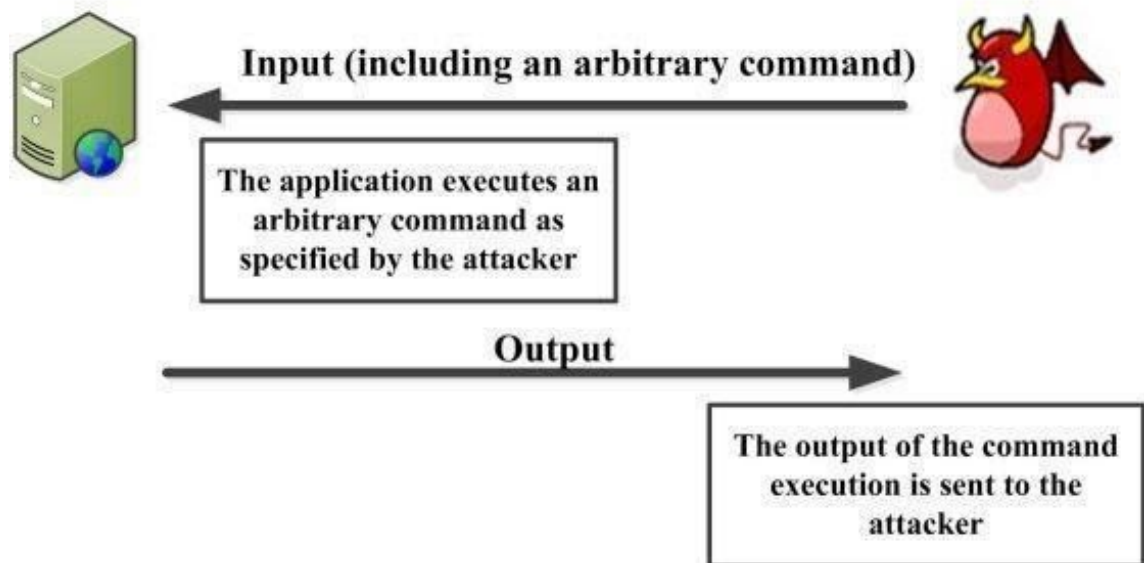 Input (including an arbitrary command)
The application executes an
arbitrary command as
specified by the attacker
Output
The output of the command
execution is sent to the
attacker